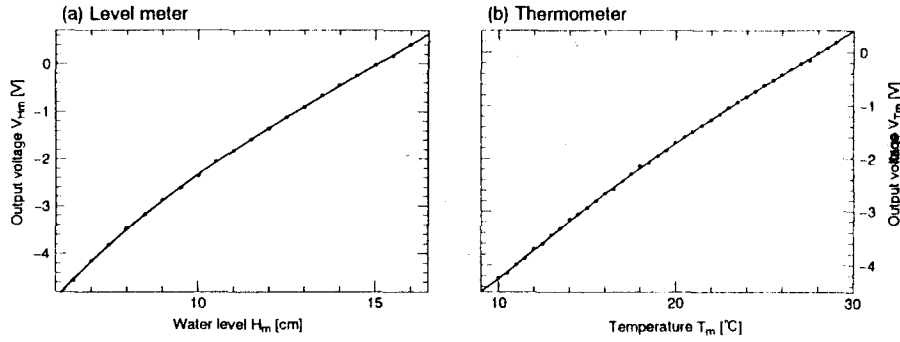 (a) Level meter
(b) Thermometer
0
-1
-2
-3
-4
Output voltage V_Hm [V]
10
15
Water level H_m [cm]
0
-1
-2
-3
-4
Output voltage V_Tm [V]
10
20
30
Temperature T_m [°C]